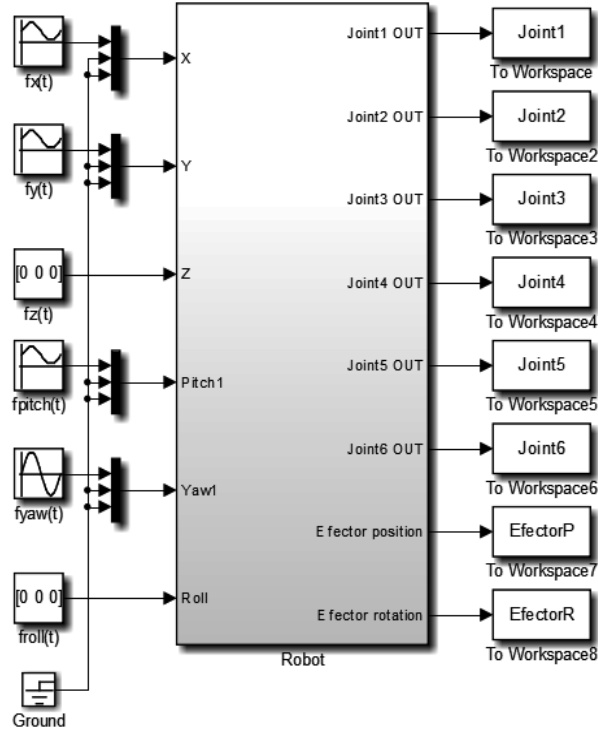 fx(t)
fy(t)
[0 0 0]
fz(t)
fpitch(t)
fyaw(t)
[0 0 0]
froll(t)
Ground
X
Y
Z
Pitch1
Yaw1
Roll
Joint1 OUT
Joint2 OUT
Joint3 OUT
Joint4 OUT
Joint5 OUT
Joint6 OUT
Efector position
Efector rotation
Robot
Joint1
To Workspace
Joint2
To Workspace2
Joint3
To Workspace3
Joint4
To Workspace4
Joint5
To Workspace5
Joint6
To Workspace6
EfectorP
To Workspace7
EfectorR
To Workspace8